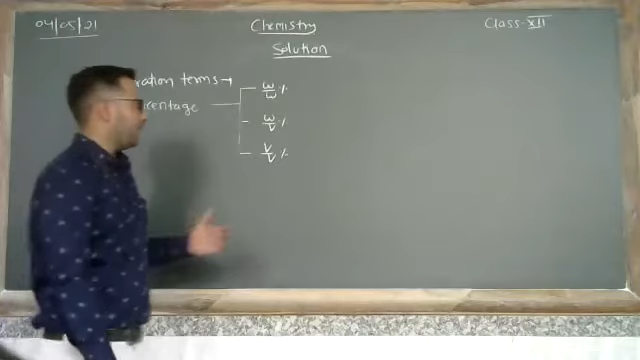 04/05/21
Chemistry
Class-XII
Solution
ration terms →
centage
w/w %
w/v %
v/v %